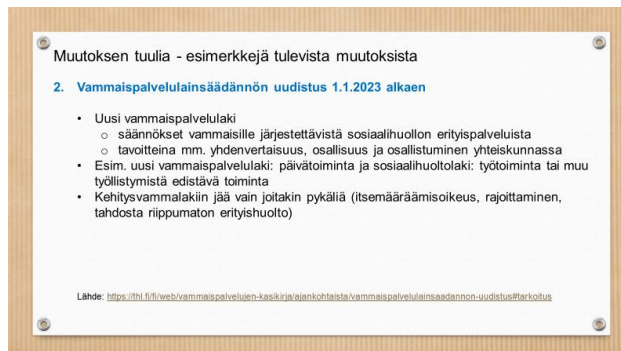 Muutoksen tuulia - esimerkkejä tulevista muutoksista
2. Vammaispalvelulainsäädännön uudistus 1.1.2023 alkaen
• Uusi vammaispalvelulaki
o säännökset vammaisille järjestettävistä sosiaalihuollon erityispalveluista
o tavoitteina mm. yhdenvertaisuus, osallisuus ja osallistuminen yhteiskunnassa
• Esim. uusi vammaispalvelulaki: päivätoiminta ja sosiaalihuoltolaki: työtoiminta tai muu
työllistymistä edistävä toiminta
• Kehitysvammalakiin jää vain joitakin pykäliä (itsemääräämisoikeus, rajoittaminen,
tahdosta riippumaton erityishuolto)
Lähde: https://thl.fi/fi/web/vammaispalvelujen-kasikirja/ajankohtaista/vammaispalvelulainsaadannon-uudistus#tarkoitus